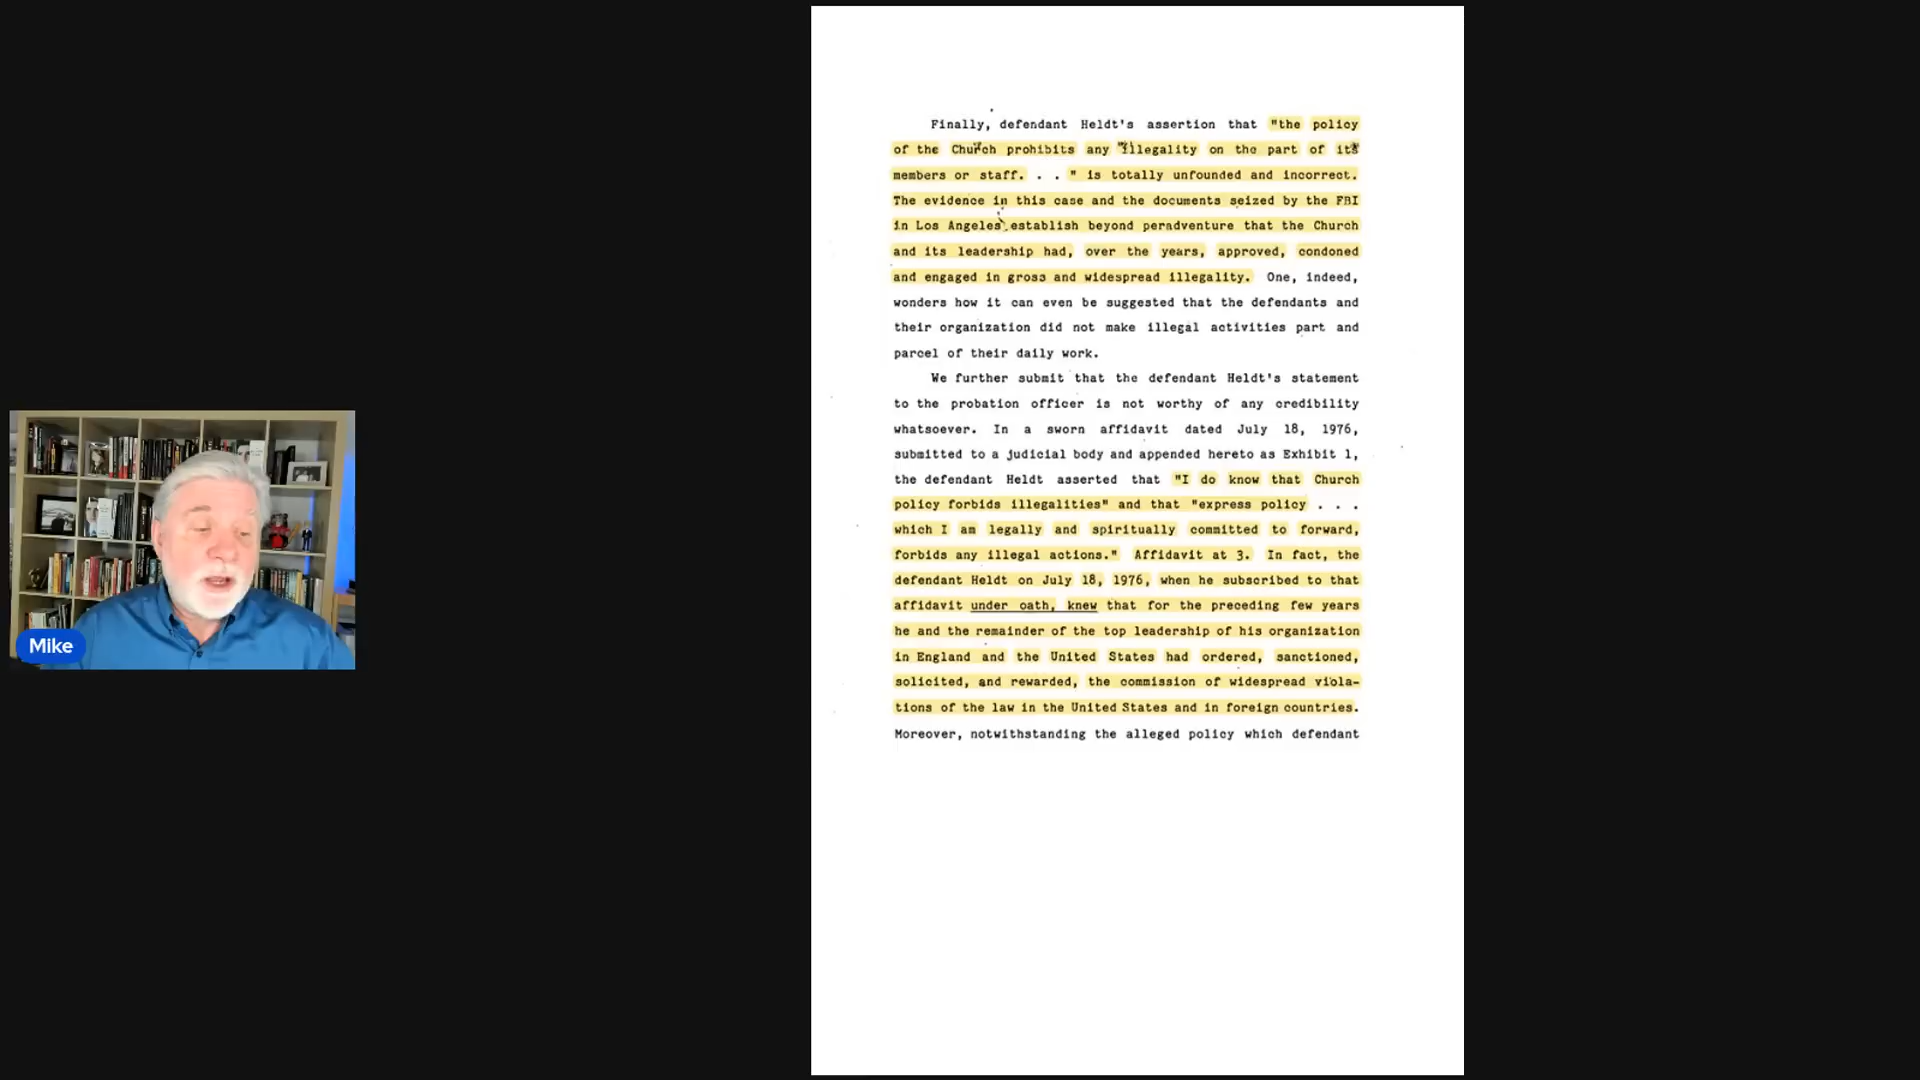 Finally, defendant Heldt's assertion that "the policy
of the Church prohibits any illegality on the part of its
members or staff. . . " is totally unfounded and incorrect.
The evidence in this case and the documents seized by the FBI
in Los Angeles establish beyond peradventure that the Church
and its leadership had, over the years, approved, condoned
and engaged in gross and widespread illegality. One, indeed,
wonders how it can even be suggested that the defendants and
their organization did not make illegal activities part and
parcel of their daily work.
We further submit that the defendant Heldt's statement
to the probation officer is not worthy of any credibility
whatsoever. In a sworn affidavit dated July 18, 1976,
submitted to a judicial body and appended hereto as Exhibit 1,
the defendant Heldt asserted that "I do know that Church
policy forbids illegalities" and that "express policy . . .
which I am legally and spiritually committed to forward,
forbids any illegal actions." Affidavit at 3. In fact, the
defendant Heldt on July 18, 1976, when he subscribed to that
affidavit under oath, knew that for the preceding few years
he and the remainder of the top leadership of his organization
in England and the United States had ordered, sanctioned,
solicited, and rewarded, the commission of widespread viola-
tions of the law in the United States and in foreign countries.
Moreover, notwithstanding the alleged policy which defendant
Mike